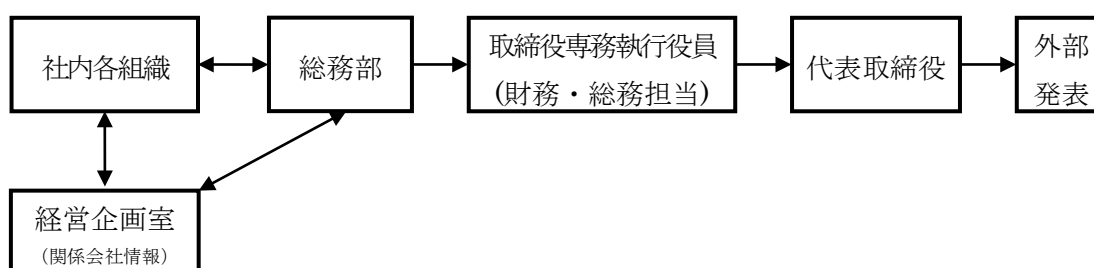 社内各組織
総務部
取締役専務執行役員
(財務・総務担当)
代表取締役
外部
発表
経営企画室
(関係会社情報)